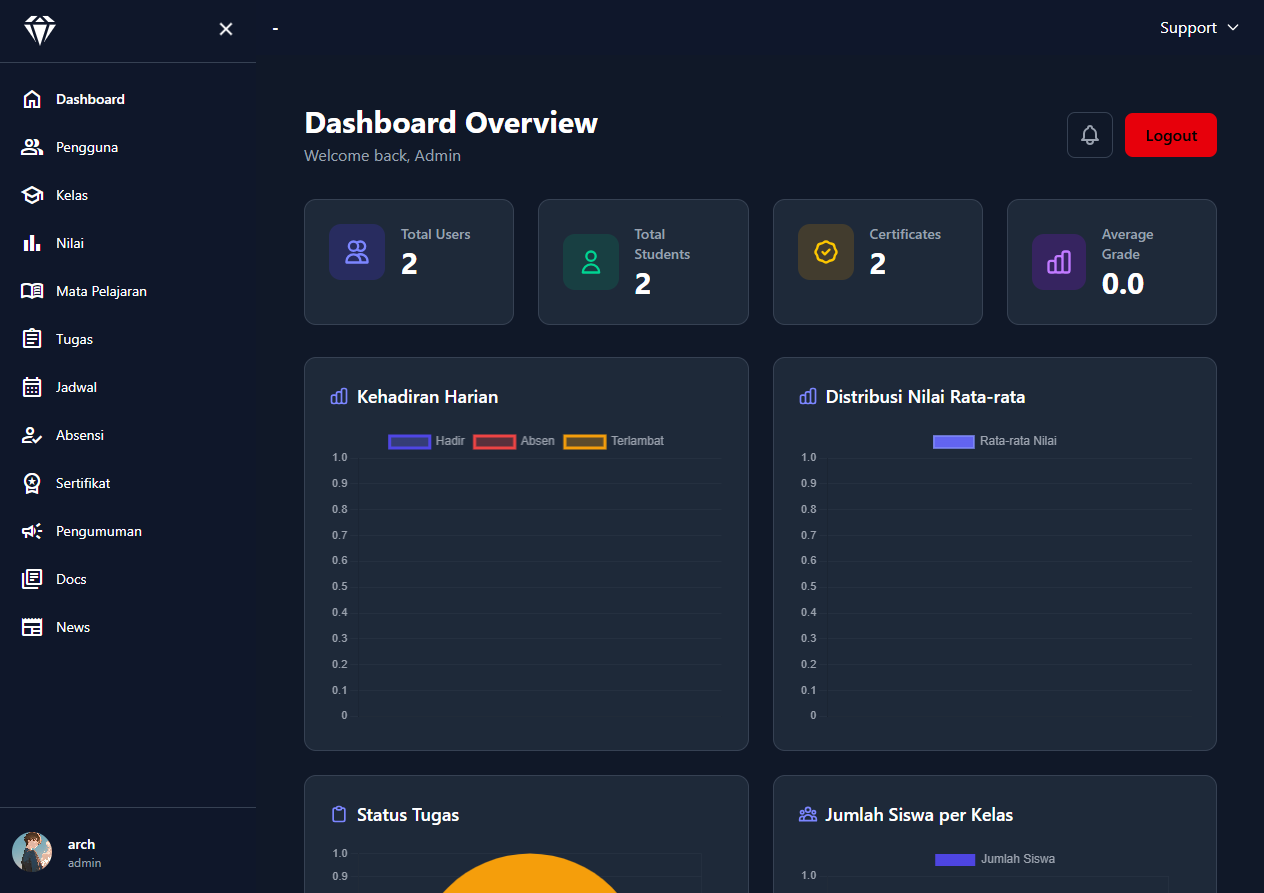 -
Support
Dashboard
Pengguna
Kelas
Nilai
Mata Pelajaran
Tugas
Jadwal
Absensi
Sertifikat
Pengumuman
Docs
News
arch
admin
Dashboard Overview
Welcome back, Admin
Logout
Total Users
2
Total
Students
2
Certificates
2
Average
Grade
0.0
Kehadiran Harian
Hadir Absen Terlambat
1.0
0.9
0.8
0.7
0.6
0.5
0.4
0.3
0.2
0.1
0
Distribusi Nilai Rata-rata
Rata-rata Nilai
1.0
0.9
0.8
0.7
0.6
0.5
0.4
0.3
0.2
0.1
0
Status Tugas
1.0
0.9
Jumlah Siswa per Kelas
Jumlah Siswa
1.0